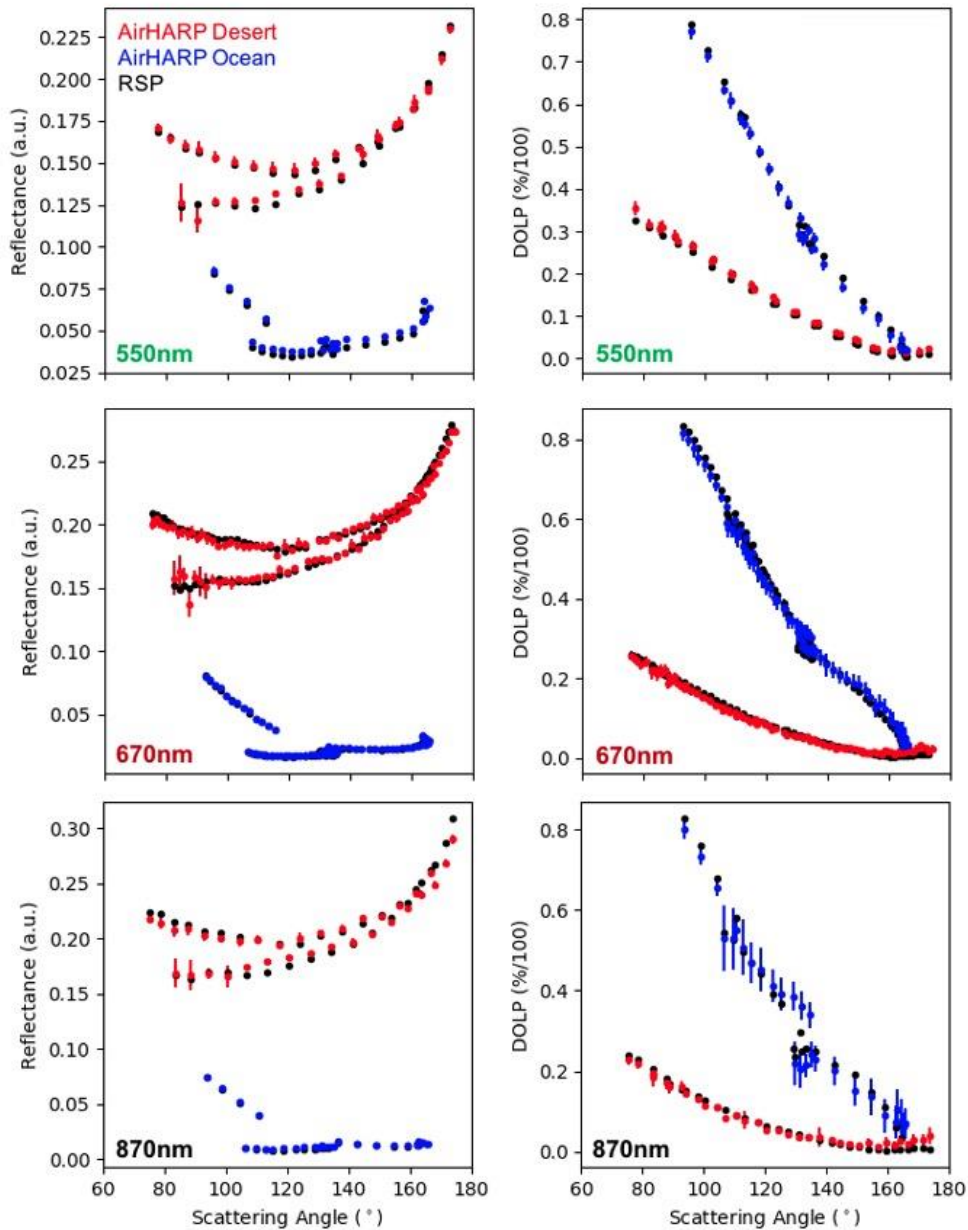 AirHARP Desert
AirHARP Ocean
RSP
Reflectance (a.u.)
0.225
0.200
0.175
0.150
0.125
0.100
0.075
0.050
0.025
550nm
DOLP (%/100)
0.8
0.7
0.6
0.5
0.4
0.3
0.2
0.1
0.0
550nm
Reflectance (a.u.)
0.25
0.20
0.15
0.10
0.05
670nm
DOLP (%/100)
0.8
0.6
0.4
0.2
0.0
670nm
Reflectance (a.u.)
0.30
0.25
0.20
0.15
0.10
0.05
0.00
870nm
60 80 100 120 140 160 180
Scattering Angle (°)
DOLP (%/100)
0.8
0.6
0.4
0.2
0.0
870nm
60 80 100 120 140 160 180
Scattering Angle (°)